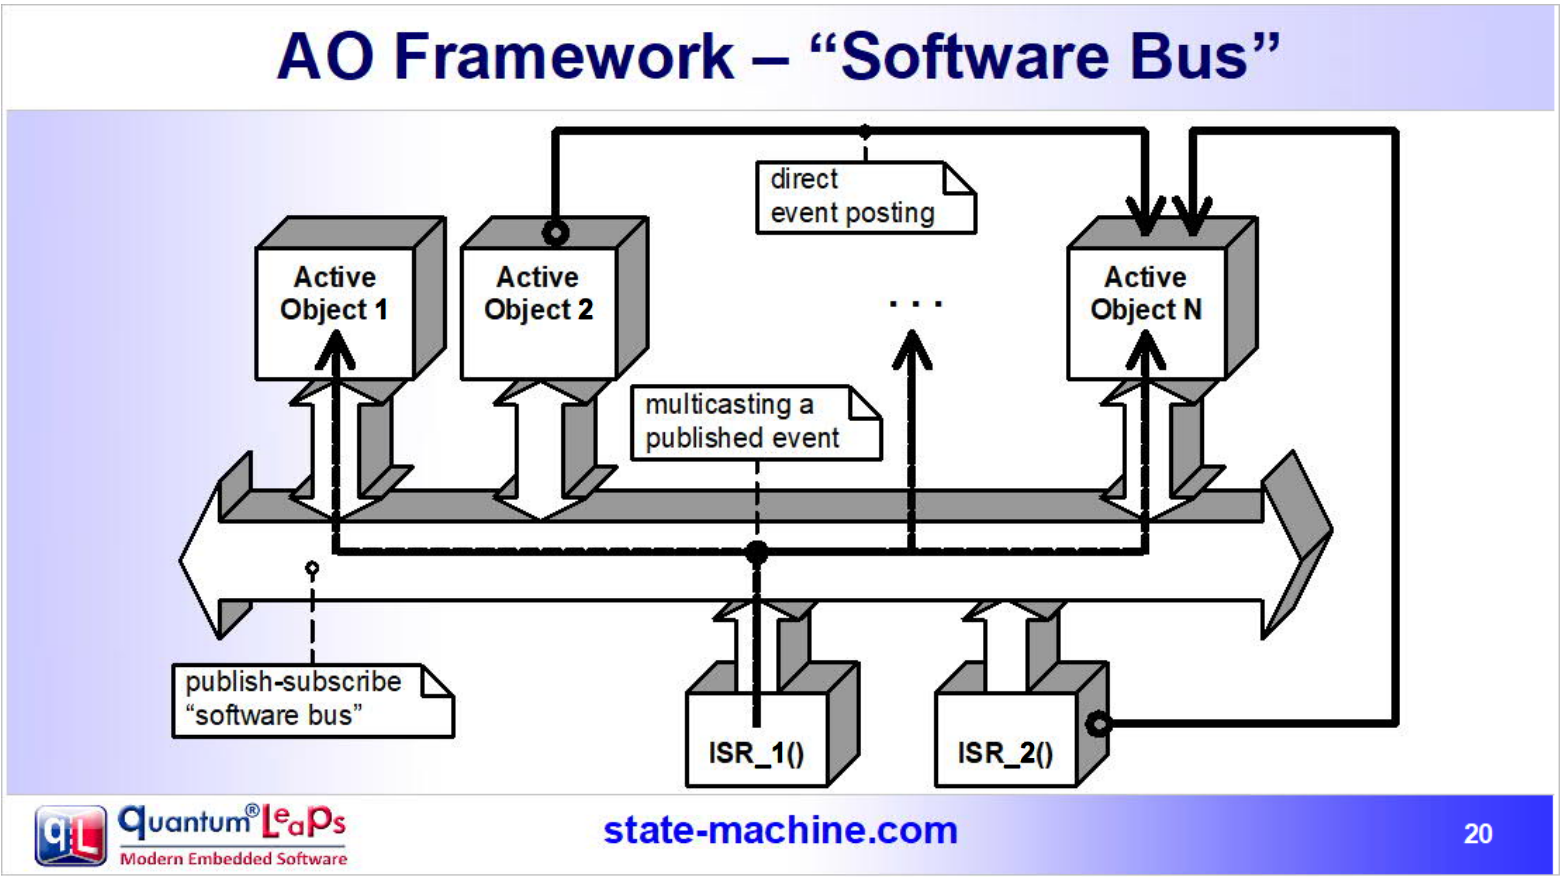 AO Framework – “Software Bus”
direct
event posting
Active
Object 1
Active
Object 2
. . .
Active
Object N
multicasting a
published event
publish-subscribe
“software bus”
ISR_1()
ISR_2()
qL
quantum® LeaPs
Modern Embedded Software
state-machine.com
20